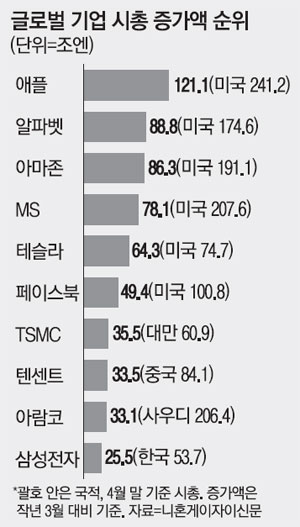 글로벌 기업 시총 증가액 순위
(단위=조엔)
애플 121.1(미국 241.2)
알파벳 88.8(미국 174.6)
아마존 86.3(미국 191.1)
MS 78.1(미국 207.6)
테슬라 64.3(미국 74.7)
페이스북 49.4(미국 100.8)
TSMC 35.5(대만 60.9)
텐센트 33.5(중국 84.1)
아람코 33.1(사우디 206.4)
삼성전자 25.5(한국 53.7)
*괄호 안은 국적, 4월 말 기준 시총. 증가액은
작년 3월 대비 기준. 자료=니혼게이자이신문